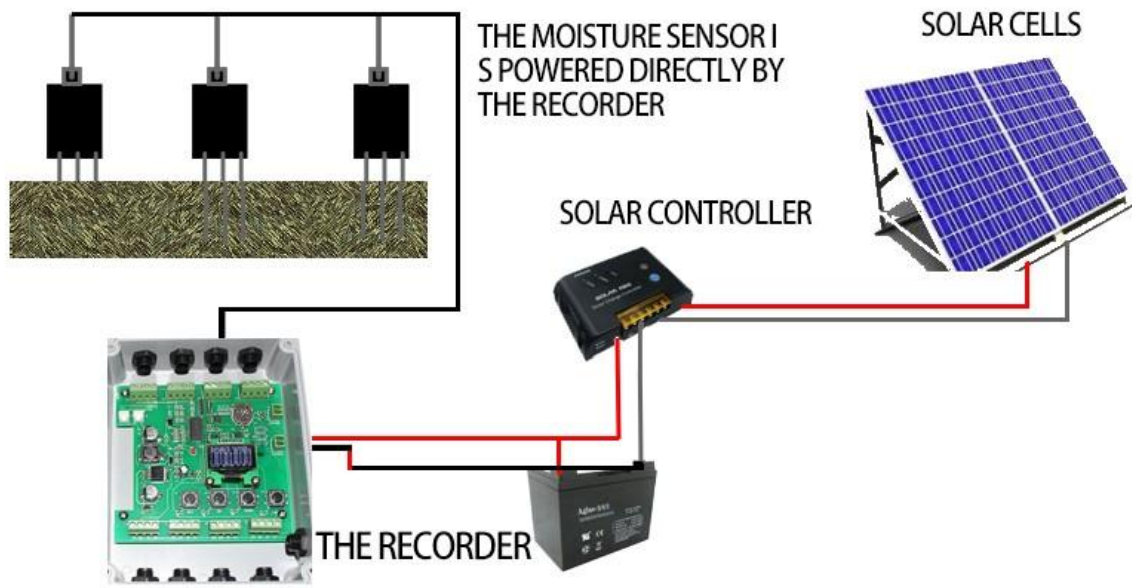 THE MOISTURE SENSOR I
S POWERED DIRECTLY BY
THE RECORDER
SOLAR CELLS
SOLAR CONTROLLER
THE RECORDER